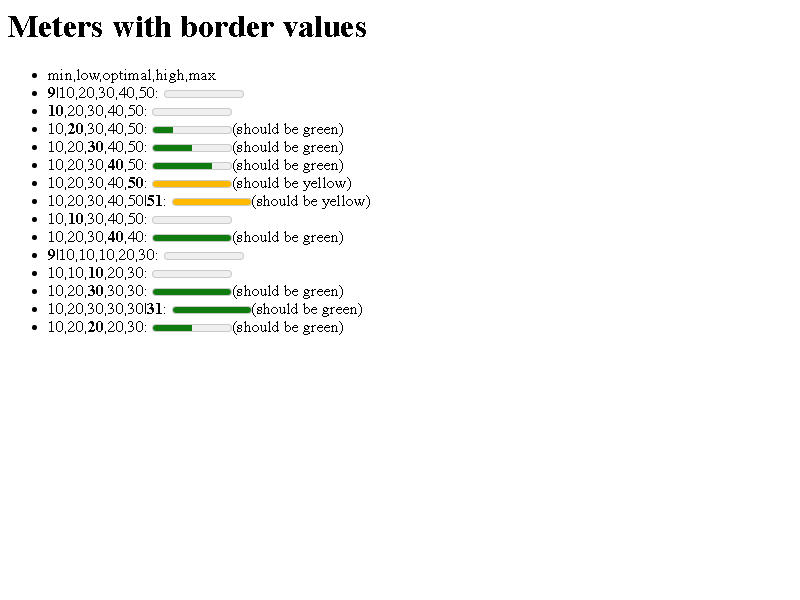 Meters with border values
min,low,optimal,high,max
9|10,20,30,40,50:
10,20,30,40,50:
10,20,30,40,50: (should be green)
10,20,30,40,50: (should be green)
10,20,30,40,50: (should be green)
10,20,30,40,50: (should be yellow)
10,20,30,40,50|51: (should be yellow)
10,10,30,40,50:
10,20,30,40,40: (should be green)
9|10,10,10,20,30:
10,10,10,20,30:
10,20,30,30,30: (should be green)
10,20,30,30,30|31: (should be green)
10,20,20,20,30: (should be green)